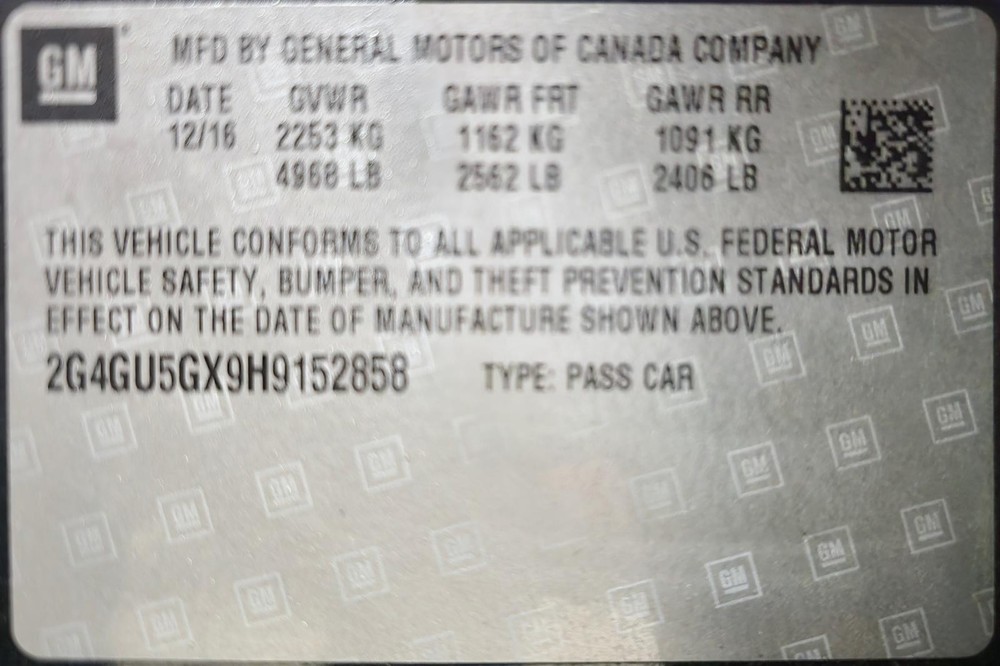 GM
MFD BY GENERAL MOTORS OF CANADA COMPANY
DATE GVWR GAWR FRT GAWR RR
12/16 2253 KG 1162 KG 1091 KG
4968 LB 2562 LB 2406 LB
THIS VEHICLE CONFORMS TO ALL APPLICABLE U.S. FEDERAL MOTOR
VEHICLE SAFETY, BUMPER, AND THEFT PREVENTION STANDARDS IN
EFFECT ON THE DATE OF MANUFACTURE SHOWN ABOVE.
2G4GU5GX9H9152858 TYPE: PASS CAR